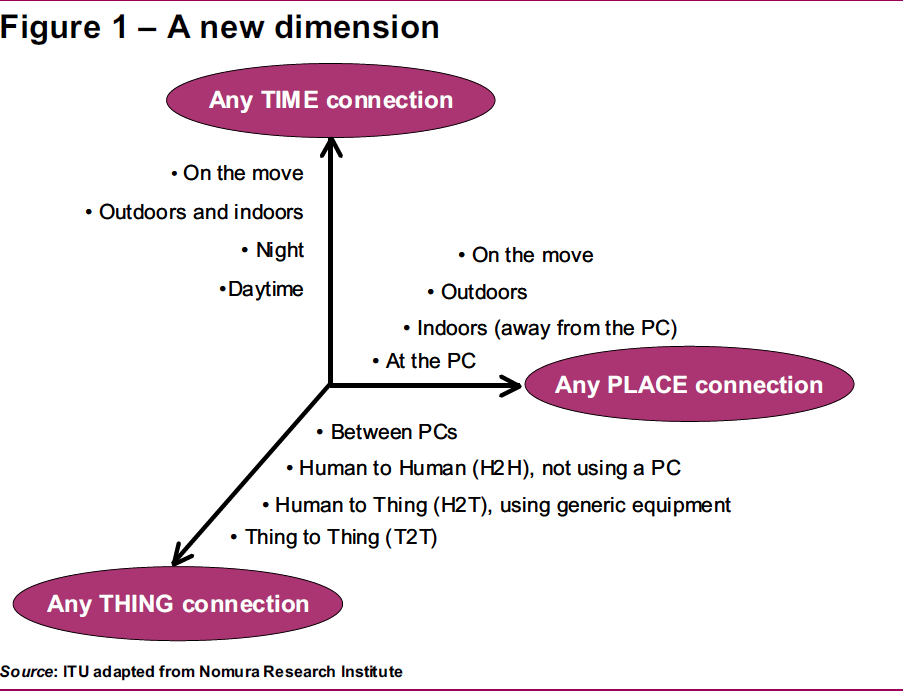 Figure 1 – A new dimension
Any TIME connection
• On the move
• Outdoors and indoors
• Night
•Daytime
• On the move
• Outdoors
• Indoors (away from the PC)
• At the PC
Any PLACE connection
• Between PCs
• Human to Human (H2H), not using a PC
• Human to Thing (H2T), using generic equipment
• Thing to Thing (T2T)
Any THING connection
Source: ITU adapted from Nomura Research Institute